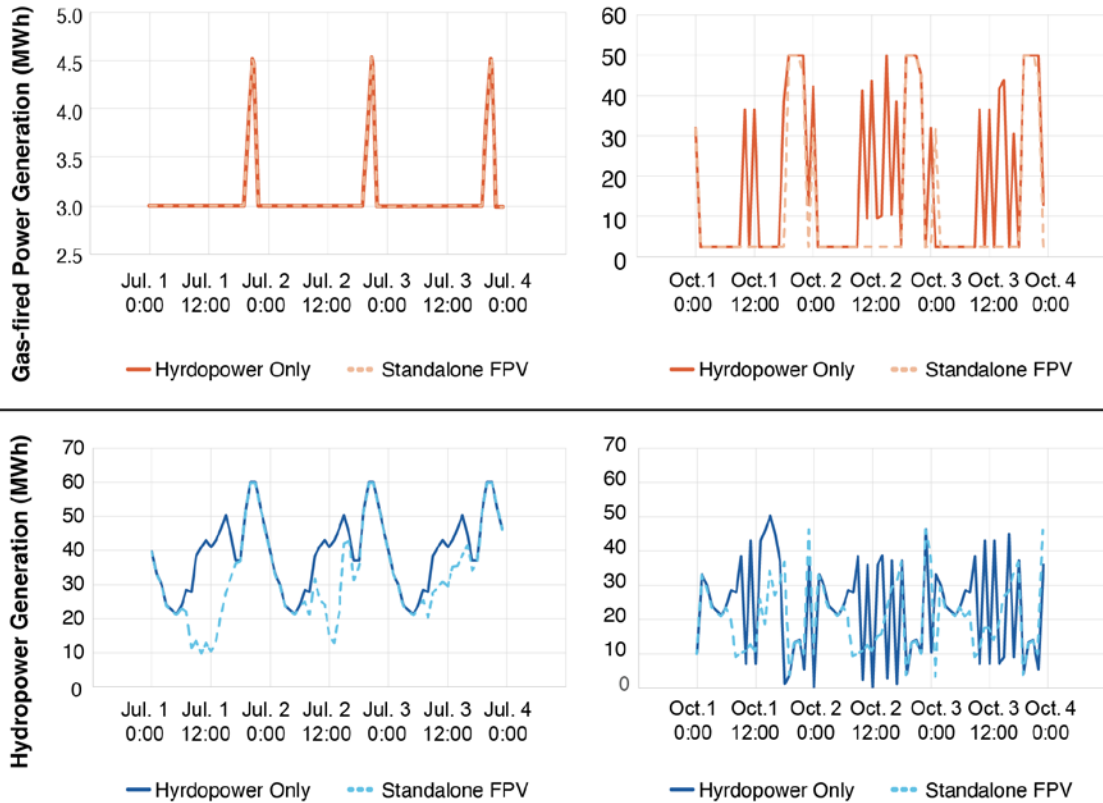 Gas-fired Power Generation (MWh)
5.0
4.5
4.0
3.5
3.0
2.5
Jul. 1 Jul. 1 Jul. 2 Jul. 2 Jul. 3 Jul. 3 Jul. 4
0:00 12:00 0:00 12:00 0:00 12:00 0:00
Hyrdopower Only Standalone FPV
60
50
40
30
20
10
0
Oct. 1 Oct. 1 Oct. 2 Oct. 2 Oct. 3 Oct. 3 Oct. 4
0:00 12:00 0:00 12:00 0:00 12:00 0:00
Hyrdopower Only Standalone FPV
Hydropower Generation (MWh)
70
60
50
40
30
20
10
0
Jul. 1 Jul. 1 Jul. 2 Jul. 2 Jul. 3 Jul. 3 Jul. 4
0:00 12:00 0:00 12:00 0:00 12:00 0:00
Hyrdopower Only Standalone FPV
70
60
50
40
30
20
10
0
Oct. 1 Oct. 1 Oct. 2 Oct. 2 Oct. 3 Oct. 3 Oct. 4
0:00 12:00 0:00 12:00 0:00 12:00 0:00
Hyrdopower Only Standalone FPV